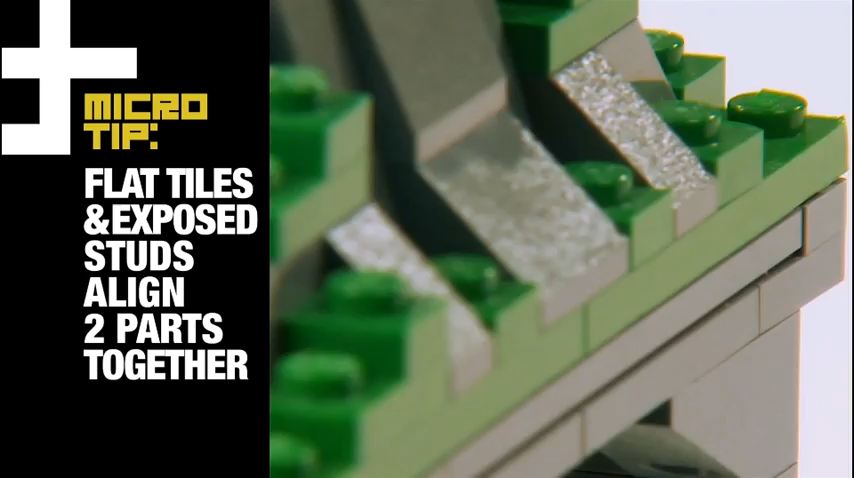 MICRO
TIP:
FLAT TILES
&EXPOSED
STUDS
ALIGN
2 PARTS
TOGETHER